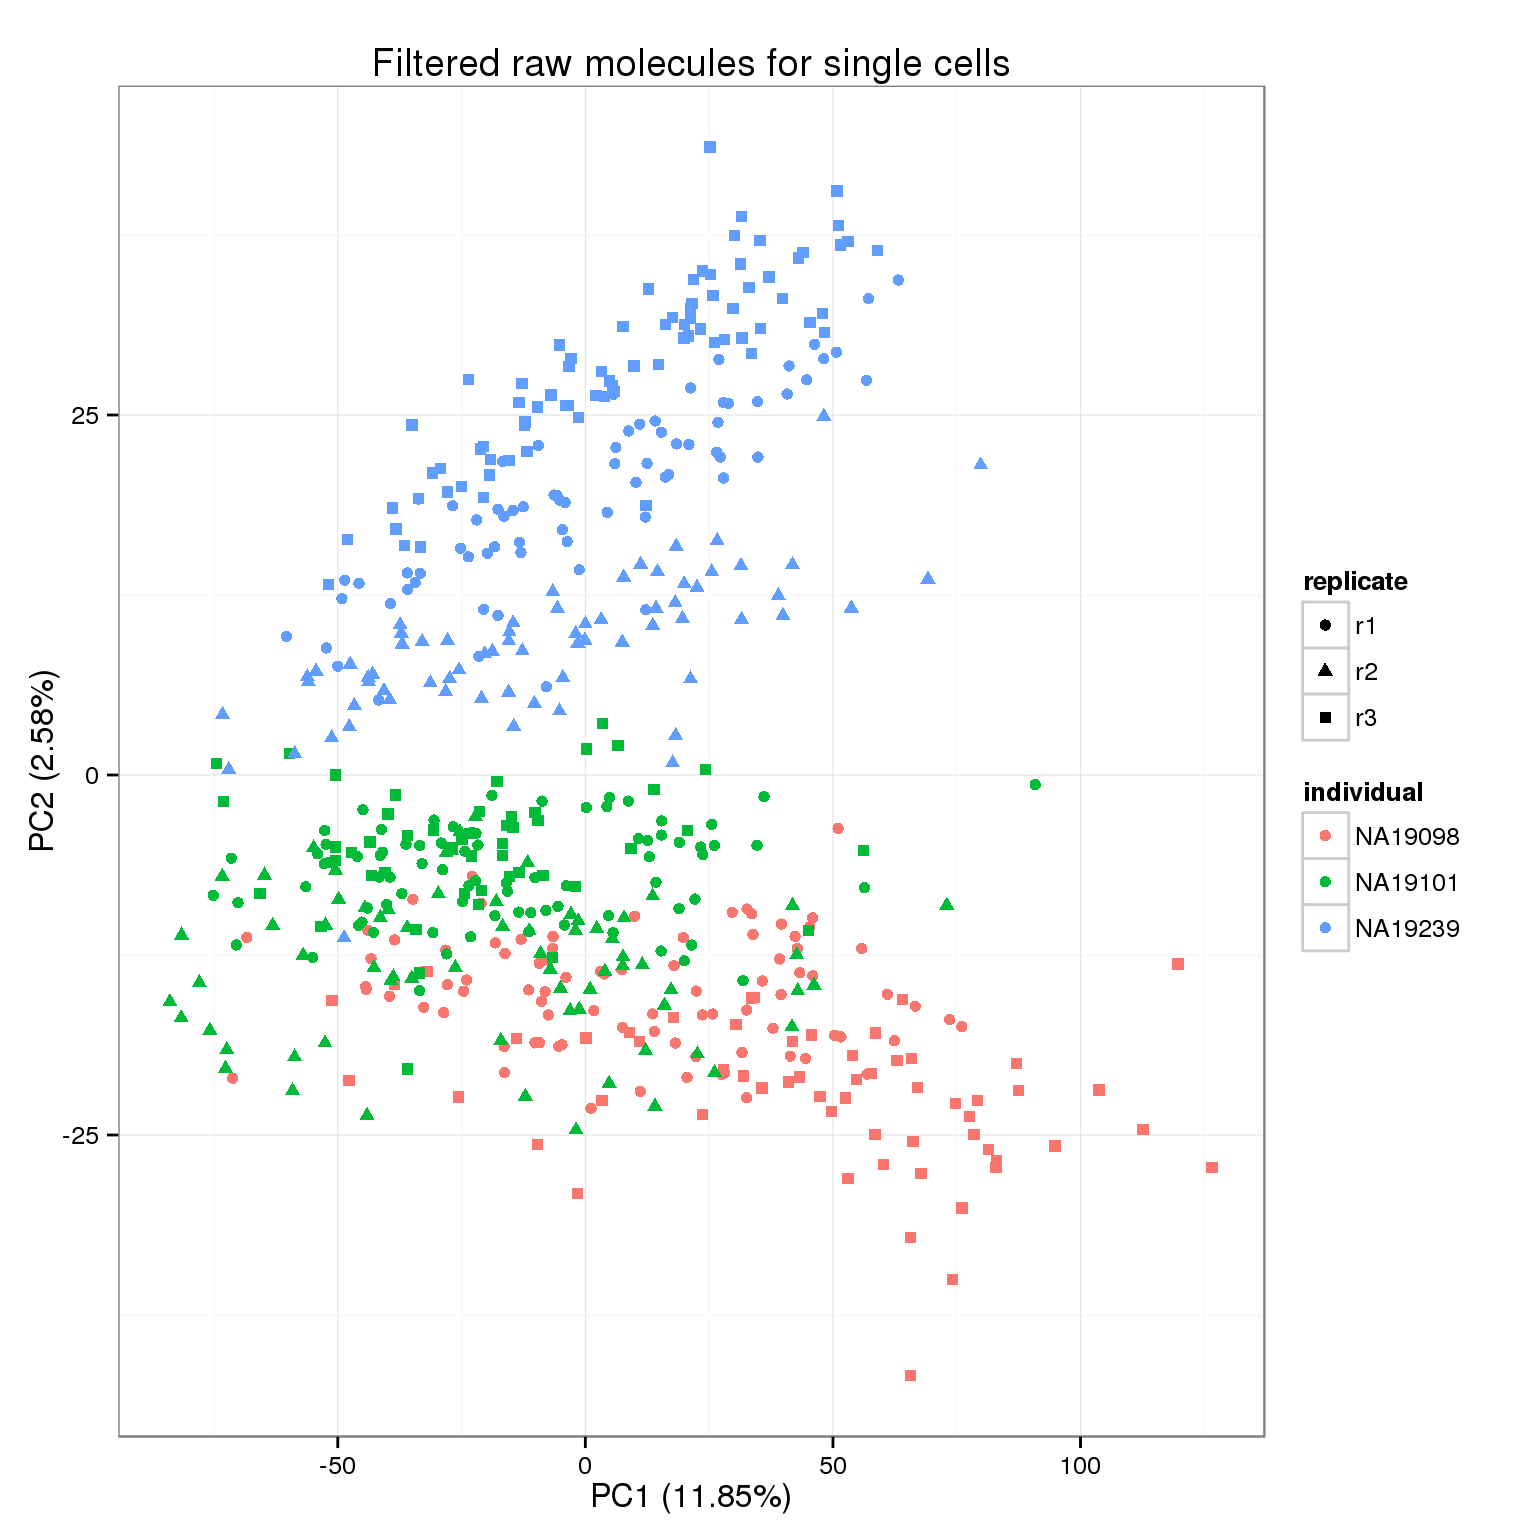 Filtered raw molecules for single cells
25
0
-25
PC2 (2.58%)
-50
0
50
100
PC1 (11.85%)
replicate
r1
r2
r3
individual
NA19098
NA19101
NA19239